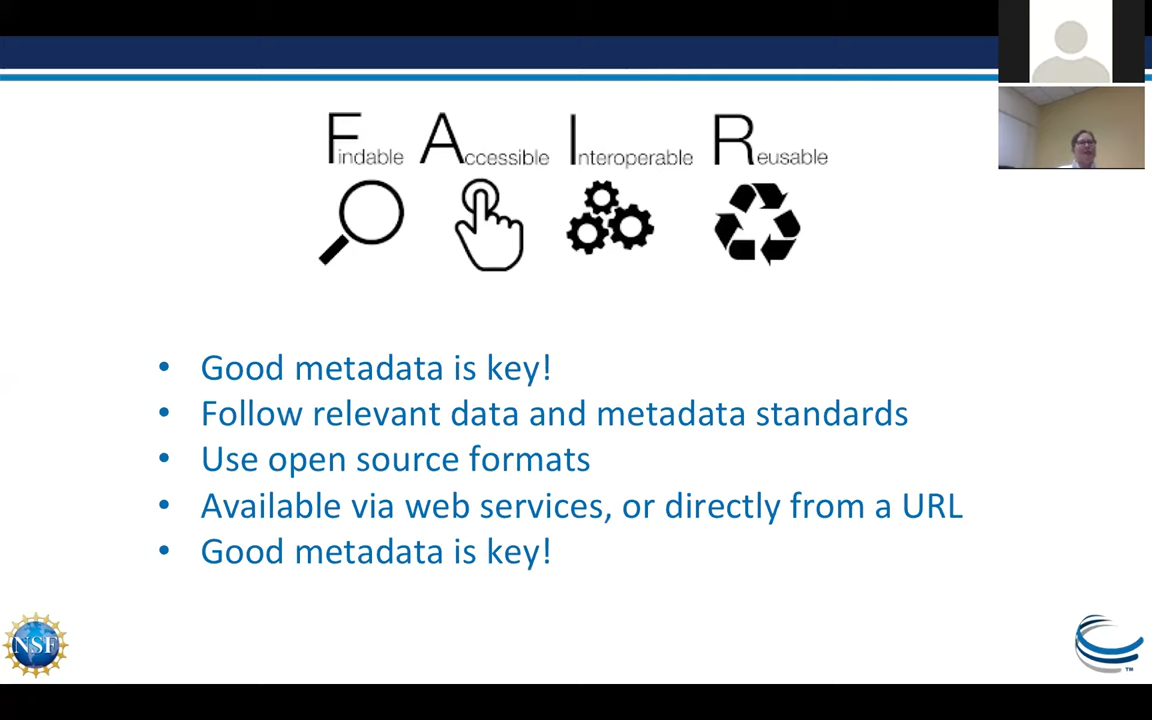 Findable Accessible Interoperable Reusable
• Good metadata is key!
• Follow relevant data and metadata standards
• Use open source formats
• Available via web services, or directly from a URL
• Good metadata is key!
NSF
TM